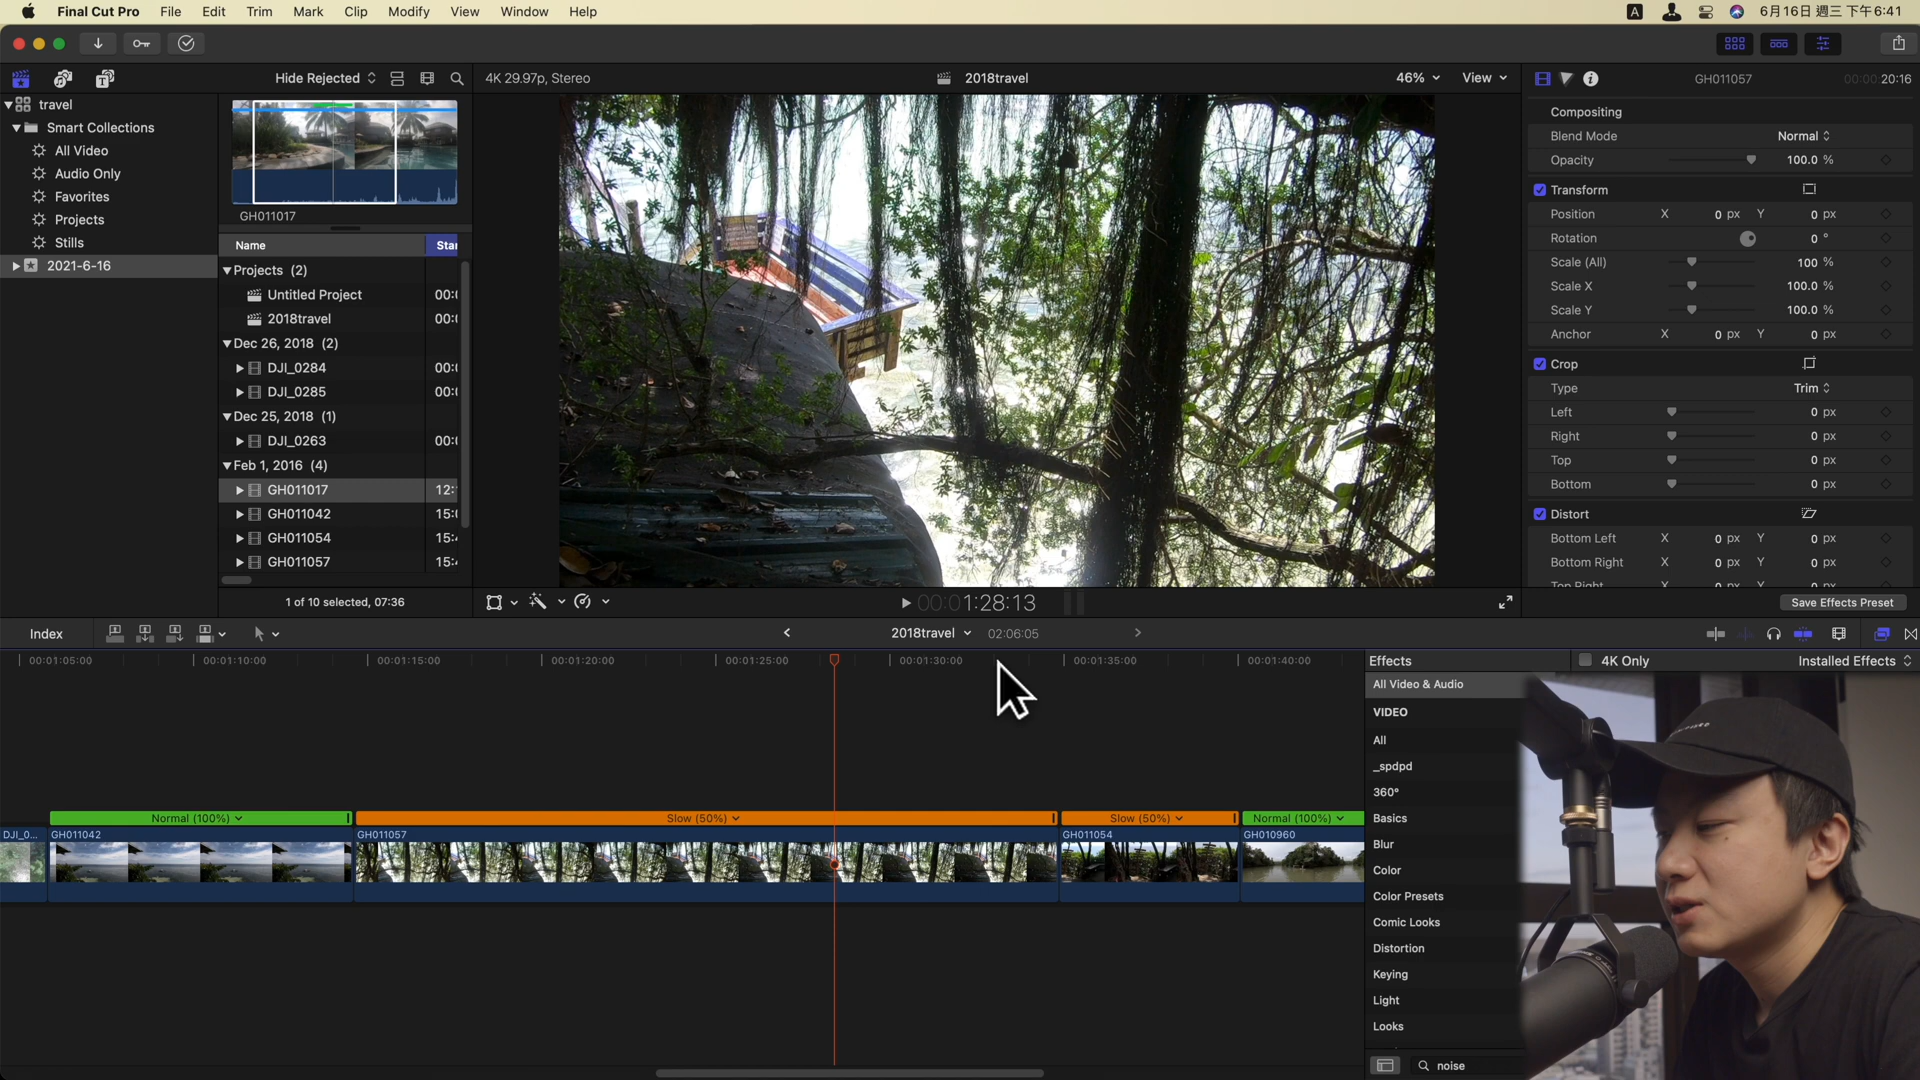 Final Cut Pro File Edit Trim Mark Clip Modify View Window Help A 6月16日 週三 下午6:41
Hide Rejected 4K 29.97p, Stereo 2018travel 46% View GH011057 00:00:20:16
travel
Smart Collections
All Video
Audio Only
Favorites
Projects
Stills
2021-6-16
GH011017
Name
Projects (2)
Untitled Project 00:
2018travel 00:
Dec 26, 2018 (2)
DJI_0284 00:
DJI_0285 00:
Dec 25, 2018 (1)
DJI_0263 00:
Feb 1, 2016 (4)
GH011017 12:
GH011042 15:
GH011054 15:
GH011057 15:
1 of 10 selected, 07:36
00:01:28:13
Compositing
Blend Mode Normal
Opacity 100.0 %
Transform
Position X 0 px Y 0 px
Rotation 0 °
Scale (All) 100 %
Scale X 100.0 %
Scale Y 100.0 %
Anchor X 0 px Y 0 px
Crop
Type Trim
Left 0 px
Right 0 px
Top 0 px
Bottom 0 px
Distort
Bottom Left X 0 px Y 0 px
Bottom Right X 0 px Y 0 px
Top Right X 0 px Y 0 px
Save Effects Preset
Index 2018travel 02:06:05
00:01:05:00 00:01:10:00 00:01:15:00 00:01:20:00 00:01:25:00 00:01:30:00 00:01:35:00 00:01:40:00
Normal (100%) Slow (50%) Slow (50%) Normal (100%)
DJI_0... GH011042 GH011057 GH011054 GH010960
Effects 4K Only Installed Effects
All Video & Audio
VIDEO
All
_spdpd
360°
Basics
Blur
Color
Color Presets
Comic Looks
Distortion
Keying
Light
Looks
noise